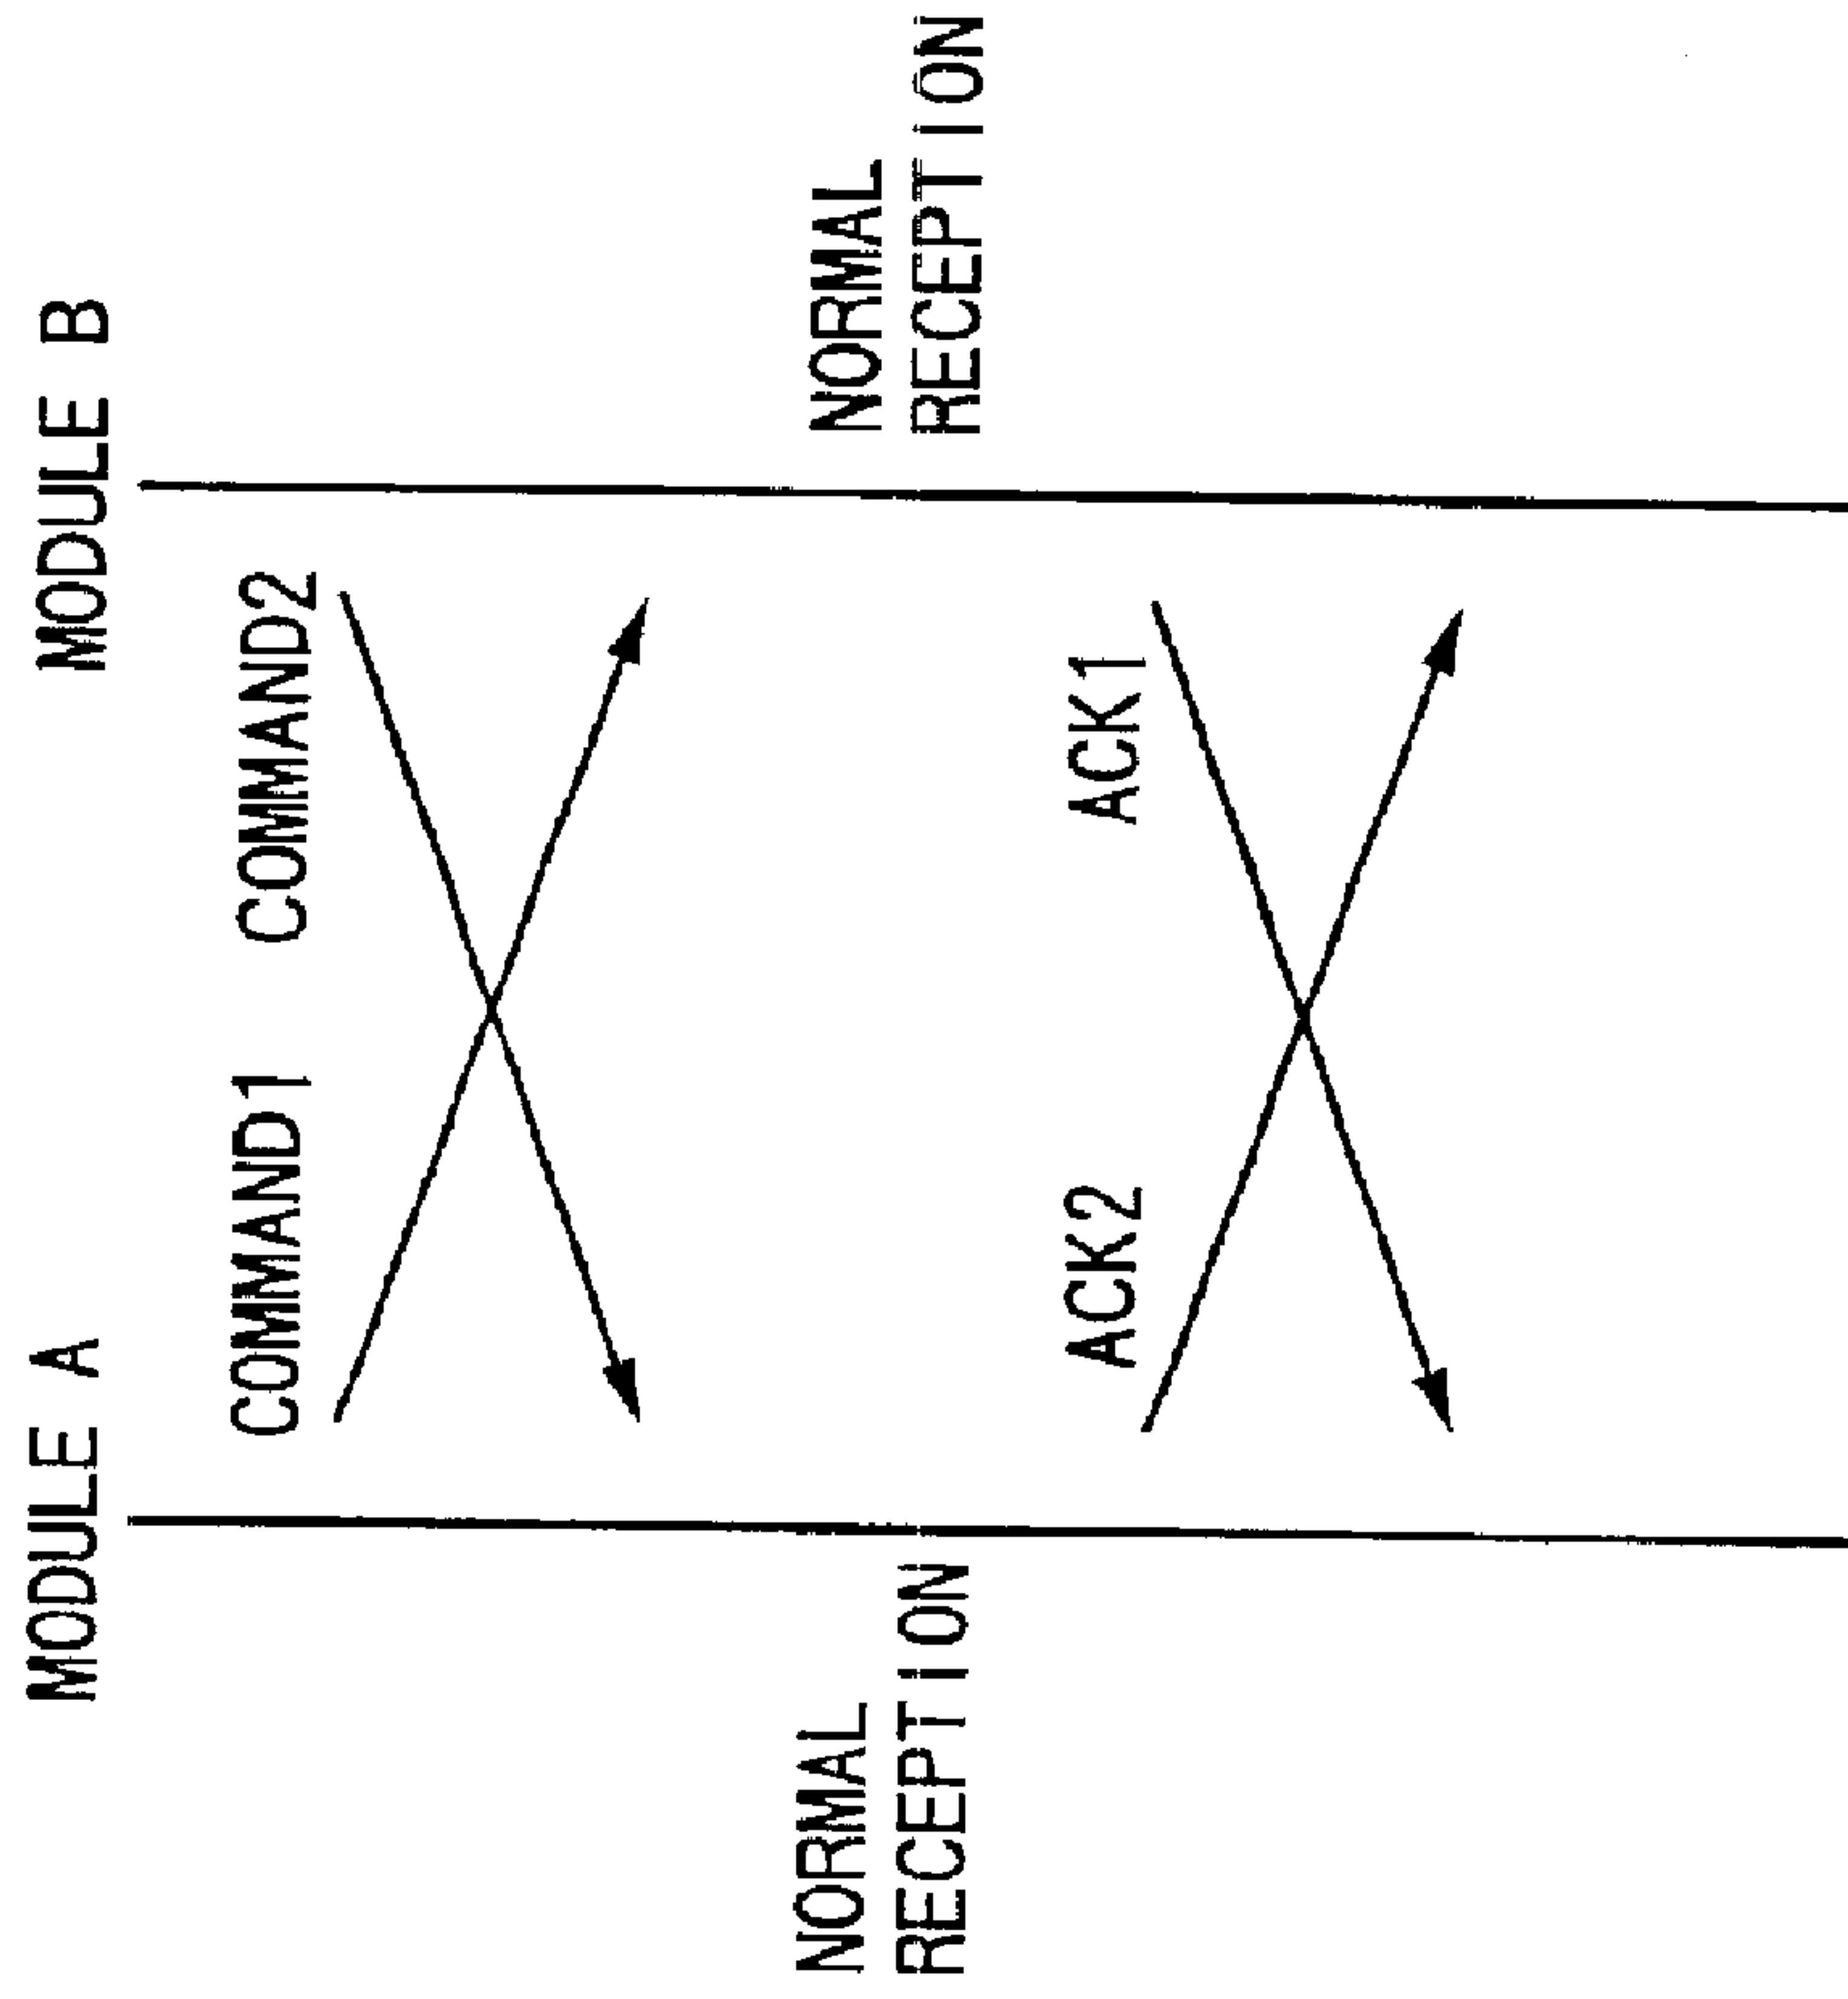 MODULE A
MODULE B
COMMAND1
COMMAND2
NORMAL
RECEPTION
NORMAL
RECEPTION
ACK2
ACK1